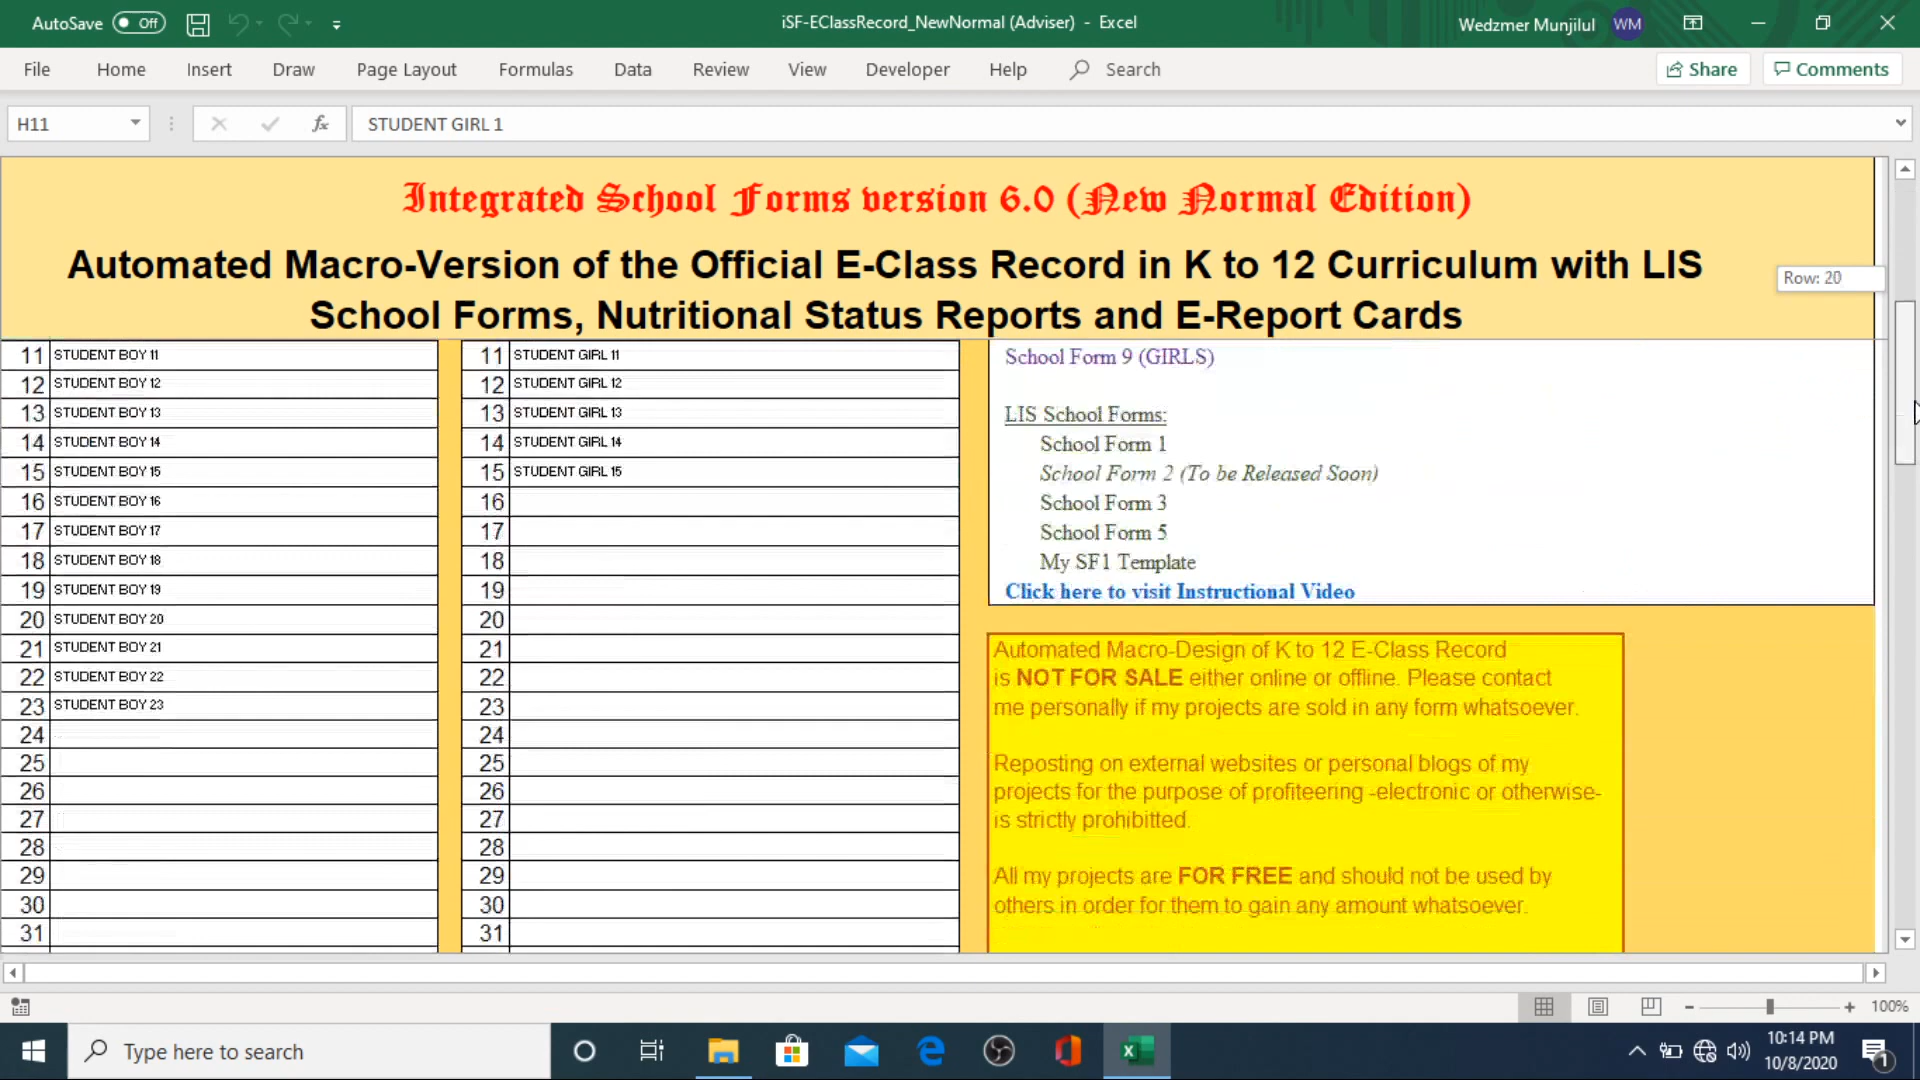 AutoSave Off
iSF-EClassRecord_NewNormal (Adviser) - Excel
Wedzmer Munjilul WM
File Home Insert Draw Page Layout Formulas Data Review View Developer Help Search
Share Comments
H11 fx STUDENT GIRL 1
Integrated School Forms version 6.0 (New Normal Edition)
Automated Macro-Version of the Official E-Class Record in K to 12 Curriculum with LIS
School Forms, Nutritional Status Reports and E-Report Cards
Row: 20
11 STUDENT BOY 11
12 STUDENT BOY 12
13 STUDENT BOY 13
14 STUDENT BOY 14
15 STUDENT BOY 15
16 STUDENT BOY 16
17 STUDENT BOY 17
18 STUDENT BOY 18
19 STUDENT BOY 19
20 STUDENT BOY 20
21 STUDENT BOY 21
22 STUDENT BOY 22
23 STUDENT BOY 23
24
25
26
27
28
29
30
31
11 STUDENT GIRL 11
12 STUDENT GIRL 12
13 STUDENT GIRL 13
14 STUDENT GIRL 14
15 STUDENT GIRL 15
16
17
18
19
20
21
22
23
24
25
26
27
28
29
30
31
School Form 9 (GIRLS)
LIS School Forms:
School Form 1
School Form 2 (To be Released Soon)
School Form 3
School Form 5
My SF1 Template
Click here to visit Instructional Video
Automated Macro-Design of K to 12 E-Class Record
is NOT FOR SALE either online or offline. Please contact
me personally if my projects are sold in any form whatsoever.
Reposting on external websites or personal blogs of my
projects for the purpose of profiteering -electronic or otherwise-
is strictly prohibitted.
All my projects are FOR FREE and should not be used by
others in order for them to gain any amount whatsoever.
100%
Type here to search
10:14 PM
10/8/2020
1